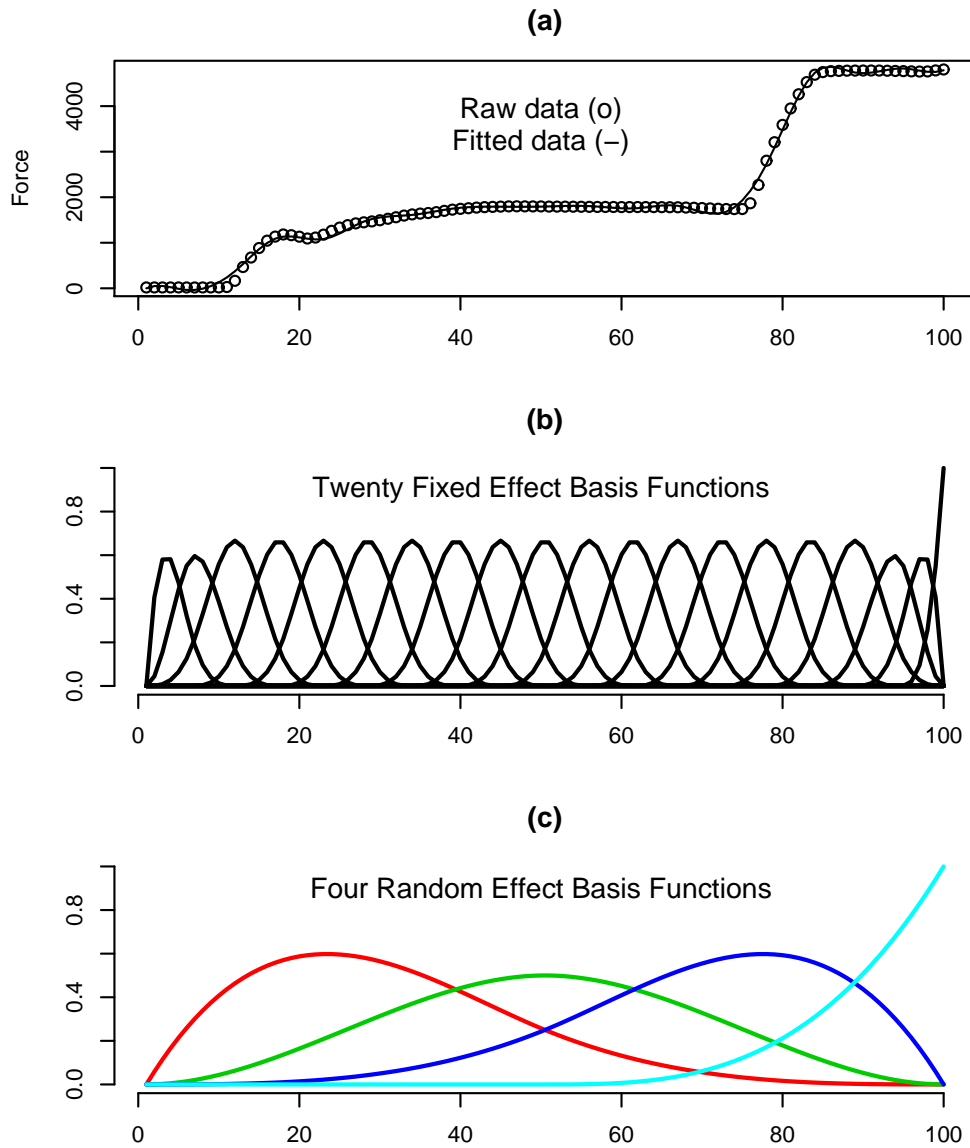 (a)
Raw data (o)
Fitted data (−)
Force
4000
2000
0
0 20 40 60 80 100
(b)
Twenty Fixed Effect Basis Functions
0.8
0.4
0.0
0 20 40 60 80 100
(c)
Four Random Effect Basis Functions
0.8
0.4
0.0
0 20 40 60 80 100